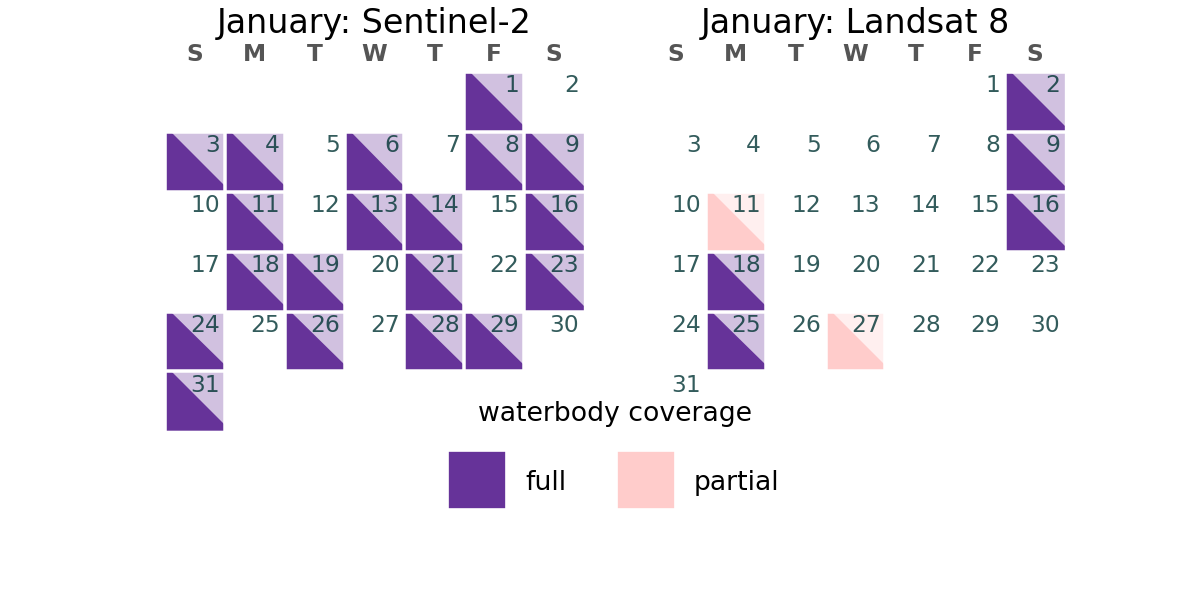 January: Sentinel-2
S M T W T F S
1 2
3 4 5 6 7 8 9
10 11 12 13 14 15 16
17 18 19 20 21 22 23
24 25 26 27 28 29 30
31
January: Landsat 8
S M T W T F S
1 2
3 4 5 6 7 8 9
10 11 12 13 14 15 16
17 18 19 20 21 22 23
24 25 26 27 28 29 30
31
waterbody coverage
full partial